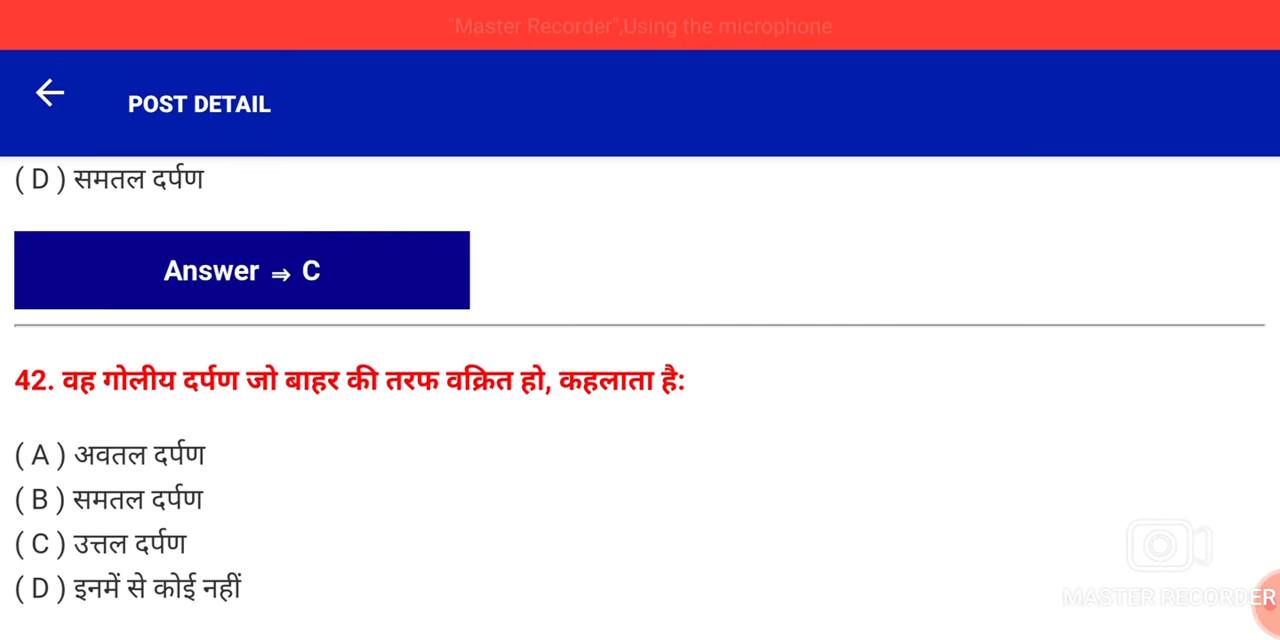 "Master Recorder",Using the microphone
POST DETAIL
( D ) समतल दर्पण
Answer ⇒ C
42. वह गोलीय दर्पण जो बाहर की तरफ वक्रित हो, कहलाता है:
( A ) अवतल दर्पण
( B ) समतल दर्पण
( C ) उत्तल दर्पण
( D ) इनमें से कोई नहीं
MASTER RECORDER